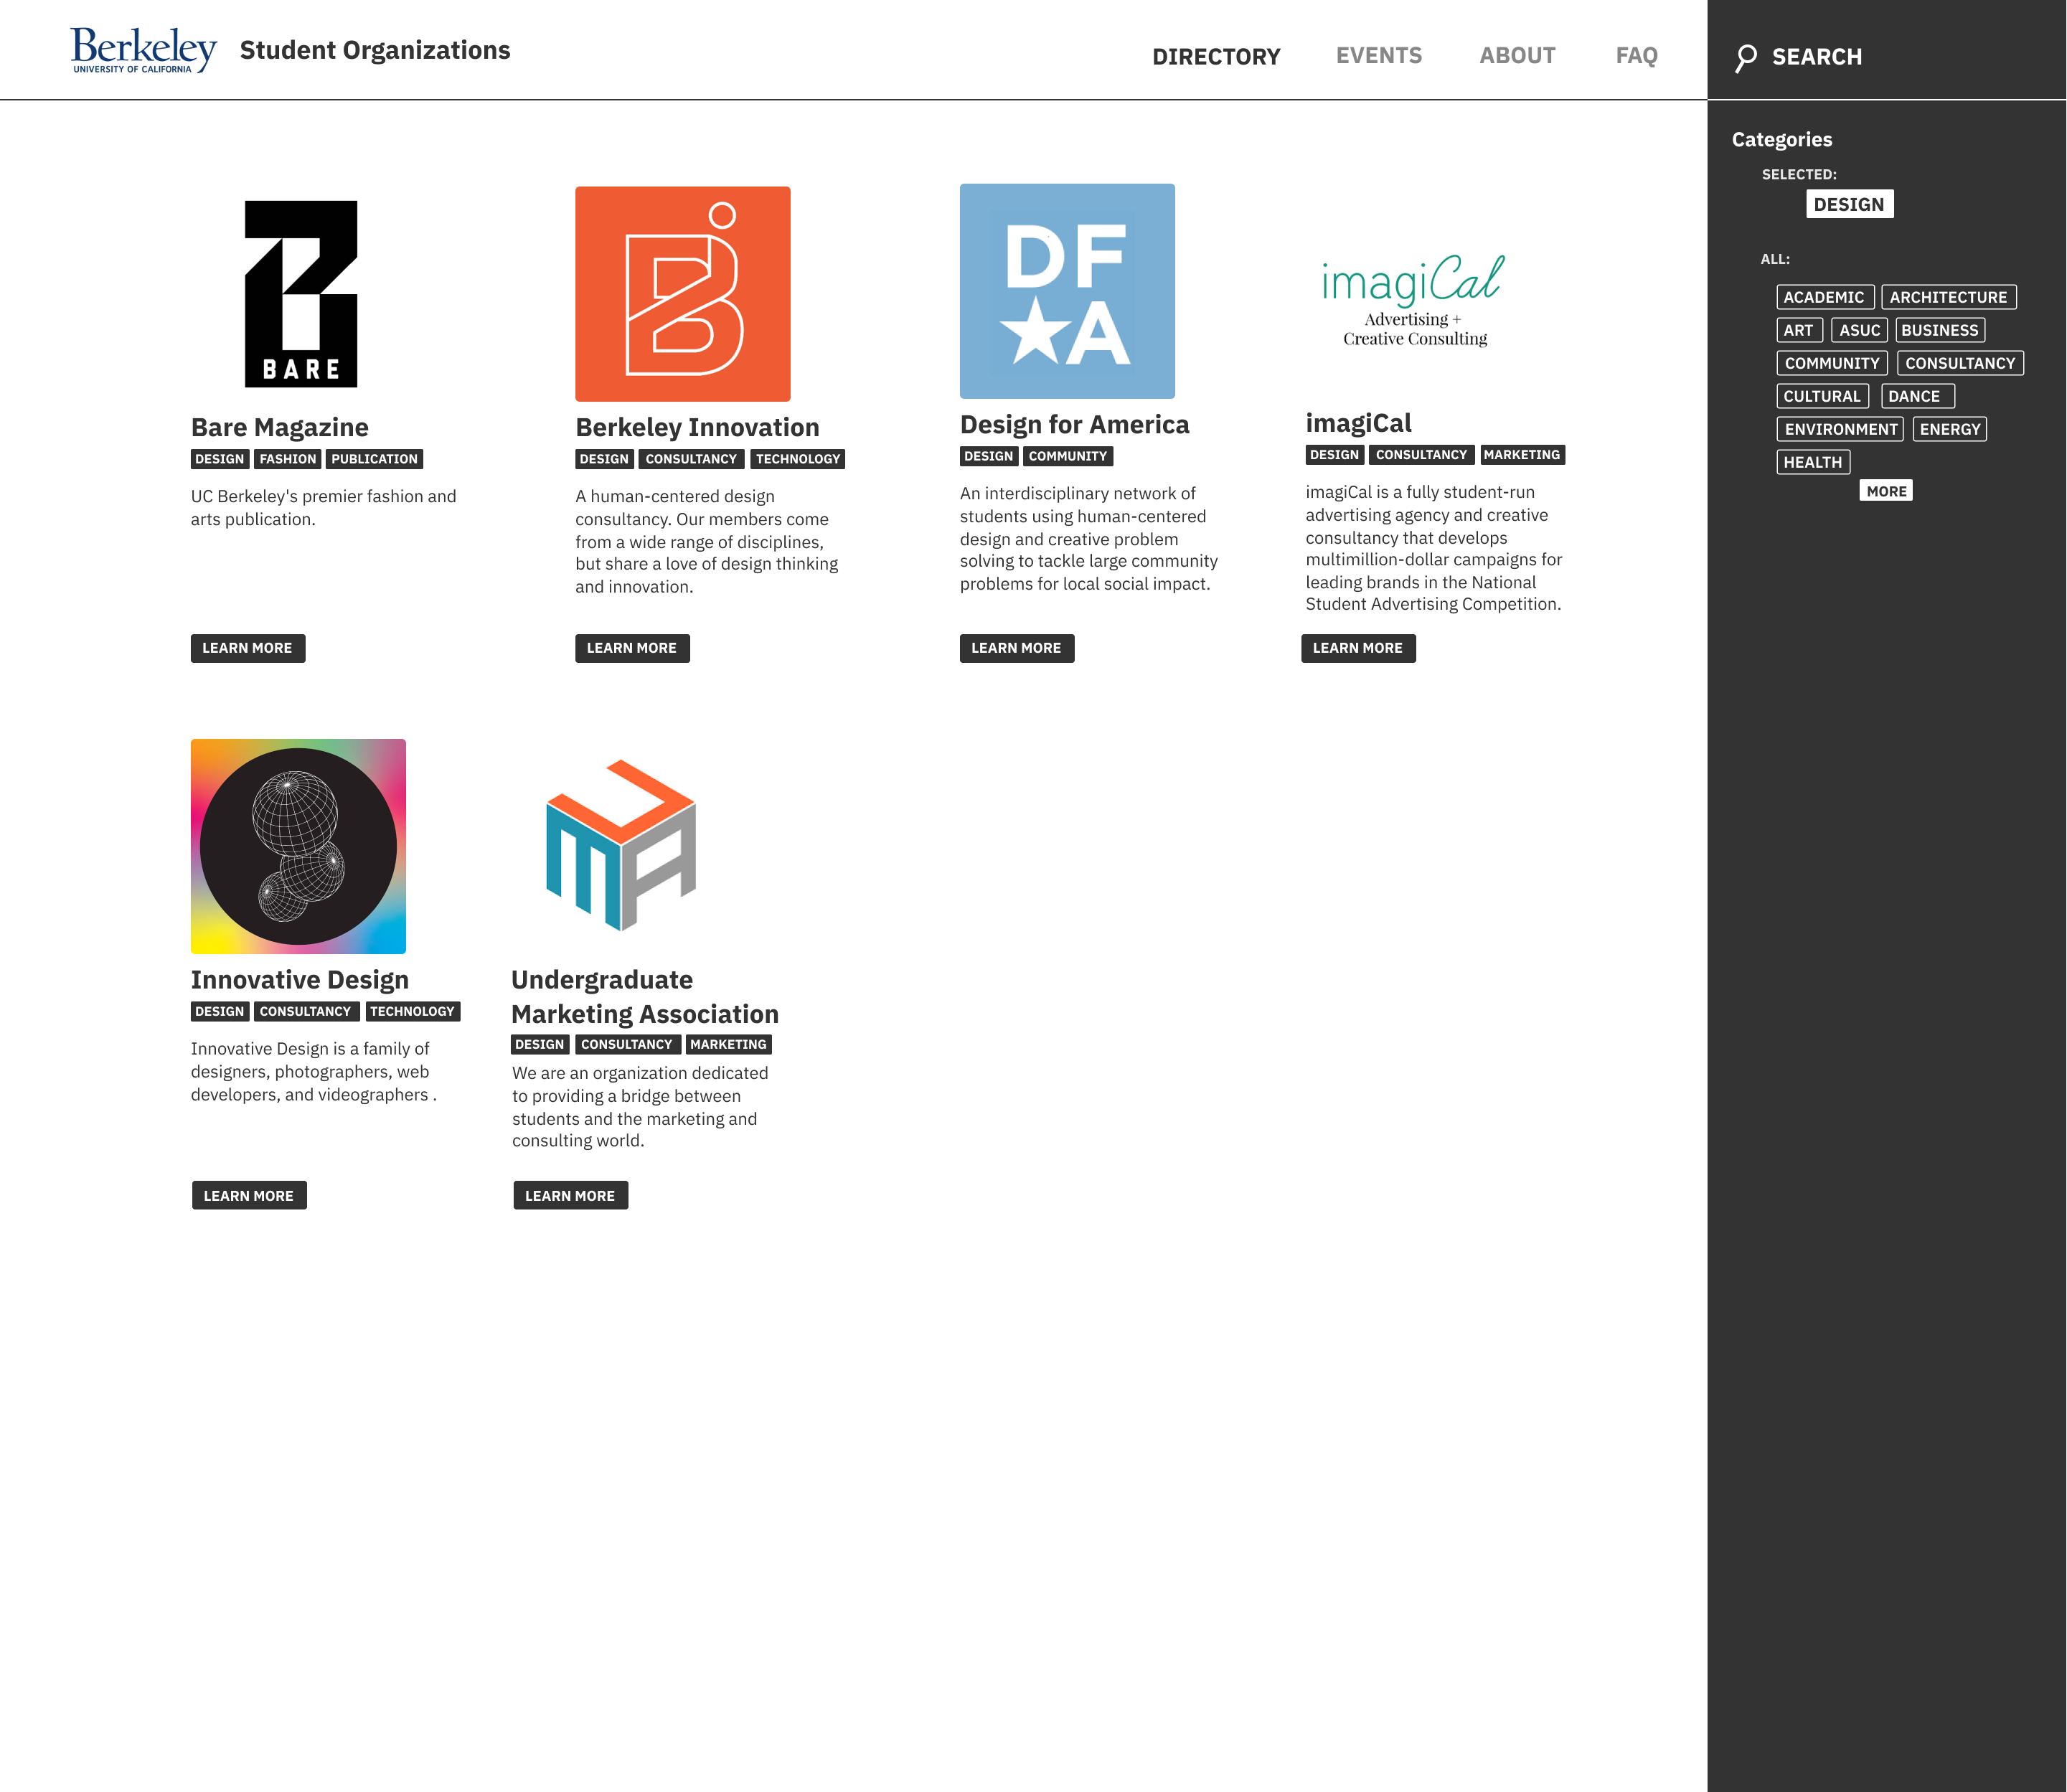 Berkeley
UNIVERSITY OF CALIFORNIA
Student Organizations
DIRECTORY
EVENTS
ABOUT
FAQ
SEARCH
Categories
SELECTED:
DESIGN
ALL:
ACADEMIC ARCHITECTURE
ART ASUC BUSINESS
COMMUNITY CONSULTANCY
CULTURAL DANCE
ENVIRONMENT ENERGY
HEALTH
MORE
BARE
Bare Magazine
DESIGN FASHION PUBLICATION
UC Berkeley's premier fashion and
arts publication.
LEARN MORE
Berkeley Innovation
DESIGN CONSULTANCY TECHNOLOGY
A human-centered design
consultancy. Our members come
from a wide range of disciplines,
but share a love of design thinking
and innovation.
LEARN MORE
DF
A
Design for America
DESIGN COMMUNITY
An interdisciplinary network of
students using human-centered
design and creative problem
solving to tackle large community
problems for local social impact.
LEARN MORE
imagiCal
Advertising +
Creative Consulting
imagiCal
DESIGN CONSULTANCY MARKETING
imagiCal is a fully student-run
advertising agency and creative
consultancy that develops
multimillion-dollar campaigns for
leading brands in the National
Student Advertising Competition.
LEARN MORE
Innovative Design
DESIGN CONSULTANCY TECHNOLOGY
Innovative Design is a family of
designers, photographers, web
developers, and videographers .
LEARN MORE
UMA
Undergraduate
Marketing Association
DESIGN CONSULTANCY MARKETING
We are an organization dedicated
to providing a bridge between
students and the marketing and
consulting world.
LEARN MORE